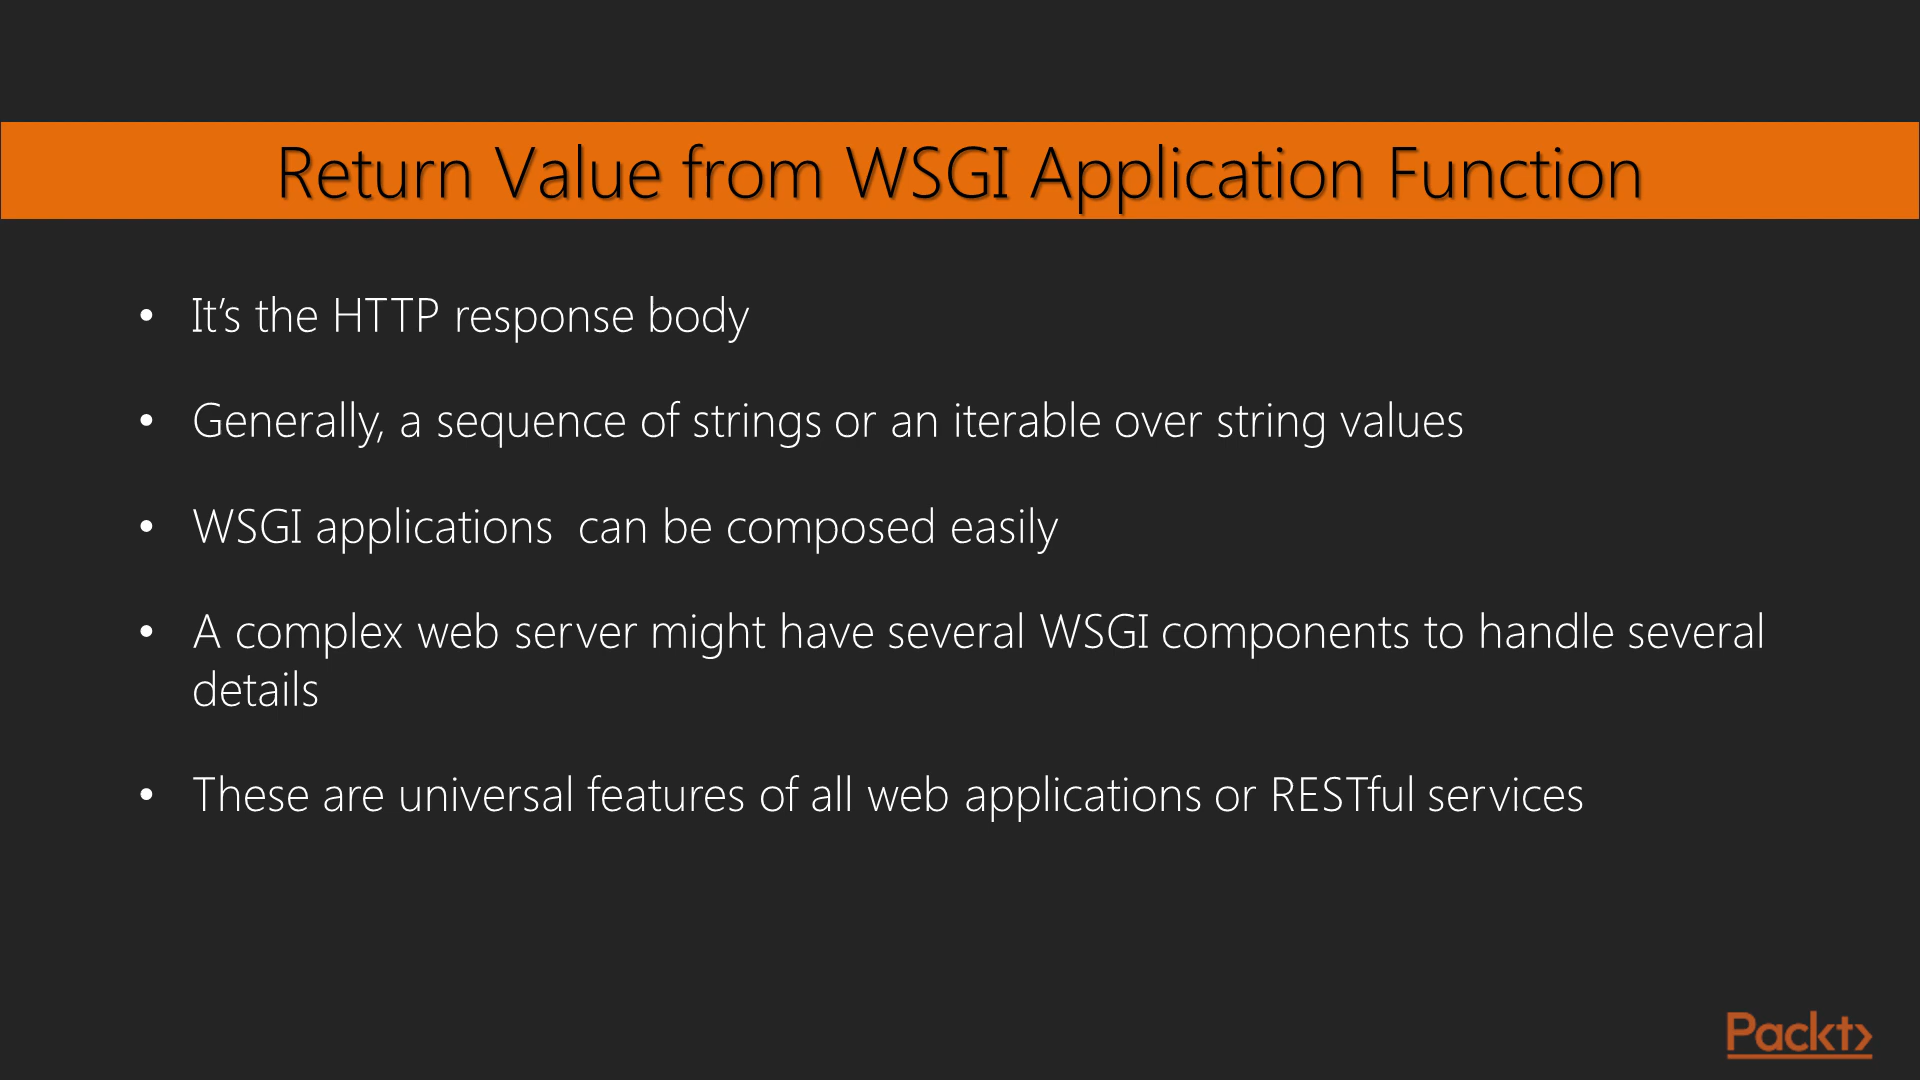 Return Value from WSGI Application Function
• It’s the HTTP response body
• Generally, a sequence of strings or an iterable over string values
• WSGI applications  can be composed easily
• A complex web server might have several WSGI components to handle several
details
• These are universal features of all web applications or RESTful services
Packt>